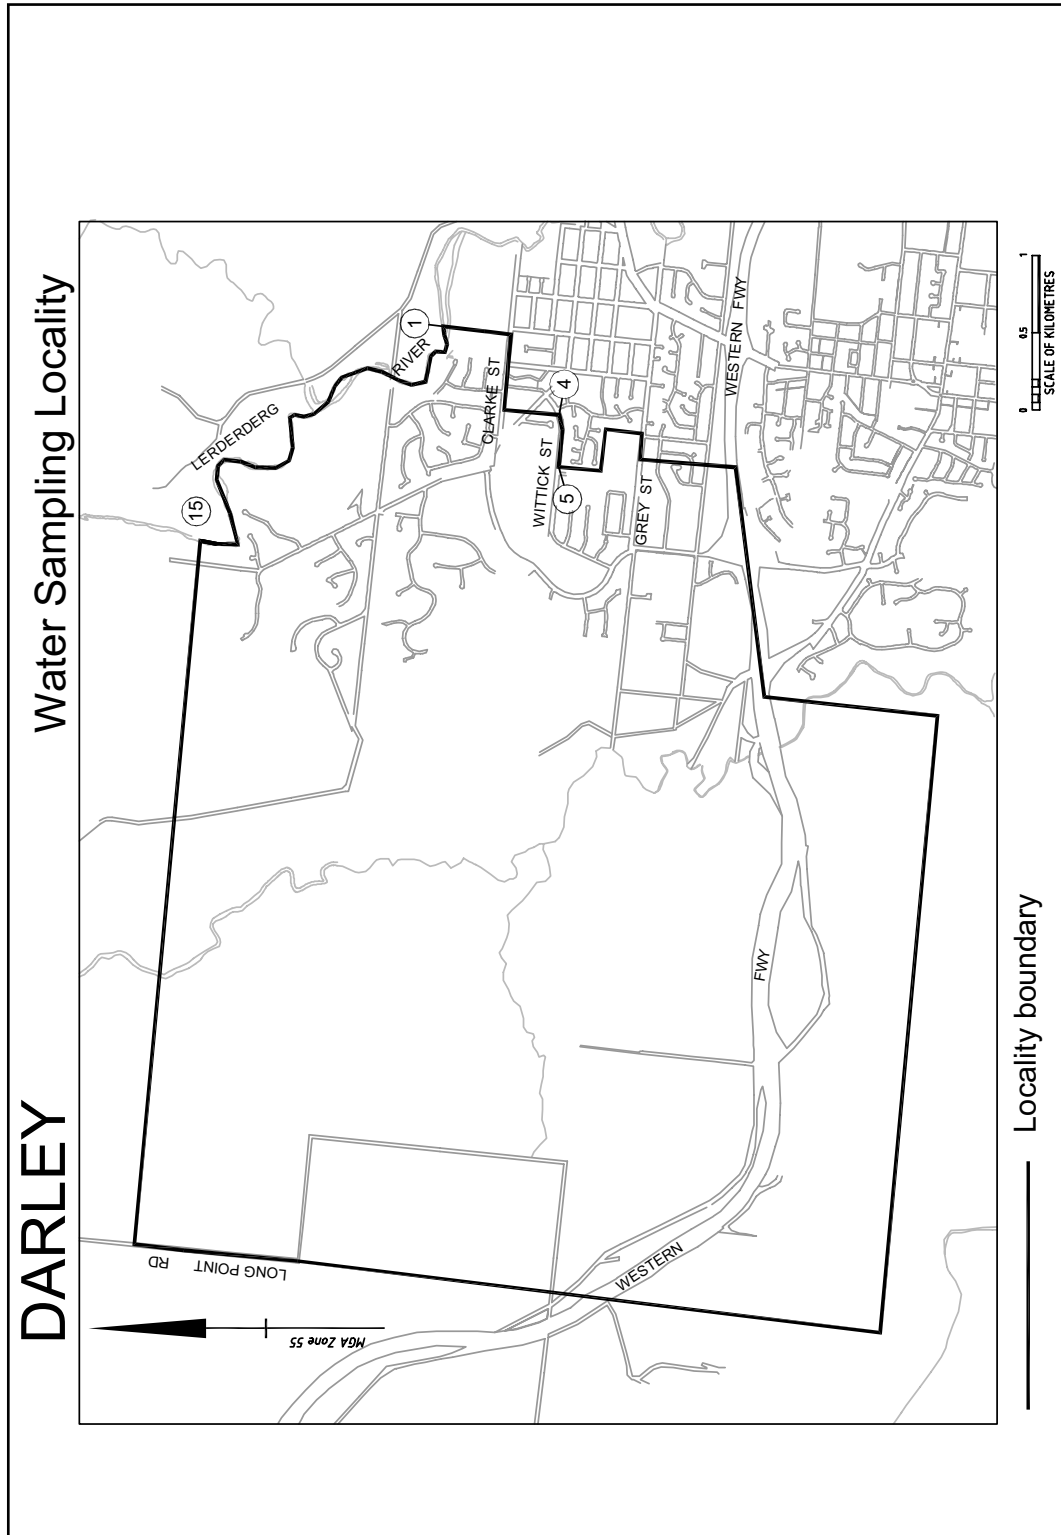 DARLEY
Water Sampling Locality
LONG POINT
RD
MGA Zone 55
15
LERDERDERG
RIVER
1
CLARKE ST
4
WITTICK ST
5
GREY ST
WESTERN FWY
FWY
WESTERN
Locality boundary
0 0.5 1
SCALE OF KILOMETRES